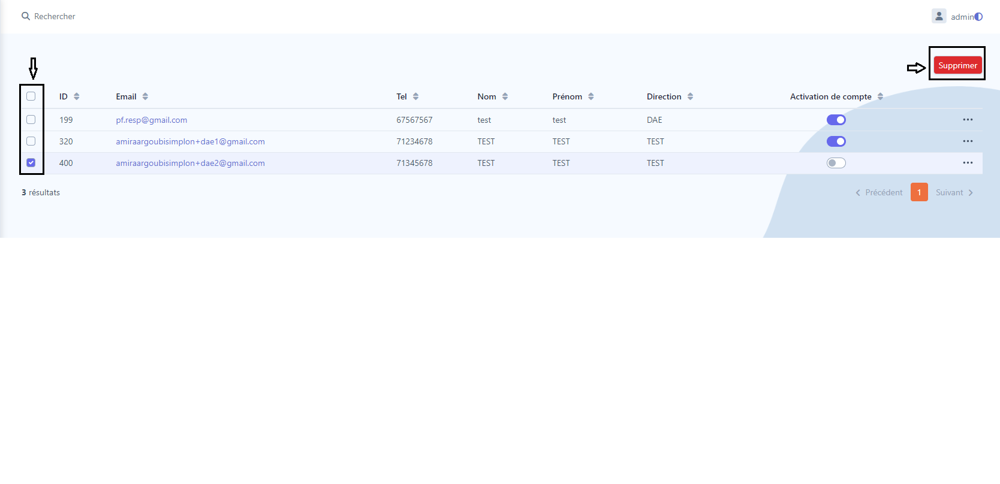 Rechercher
admin
Supprimer
ID Email Tel Nom Prénom Direction Activation de compte
199 pf.resp@gmail.com 67567567 test test DAE
320 amiraargoubisimplon+dae1@gmail.com 71234678 TEST TEST TEST
400 amiraargoubisimplon+dae2@gmail.com 71345678 TEST TEST TEST
3 résultats
Précédent 1 Suivant